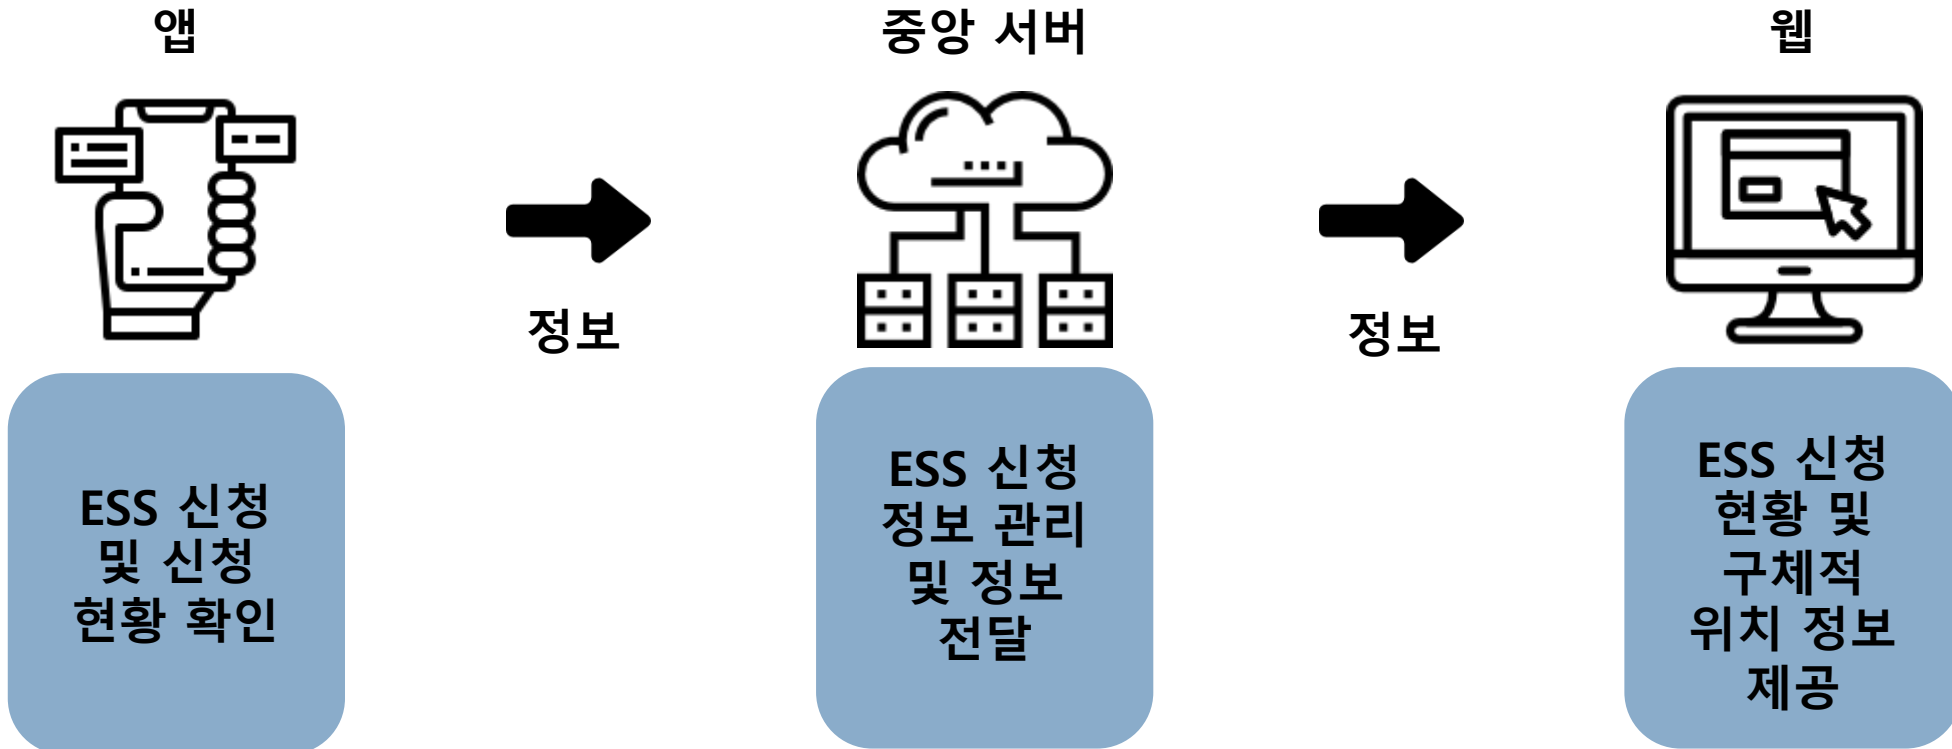 앱
중앙 서버
웹
정보
정보
ESS 신청
및 신청
현황 확인
ESS 신청
정보 관리
및 정보
전달
ESS 신청
현황 및
구체적
위치 정보
제공